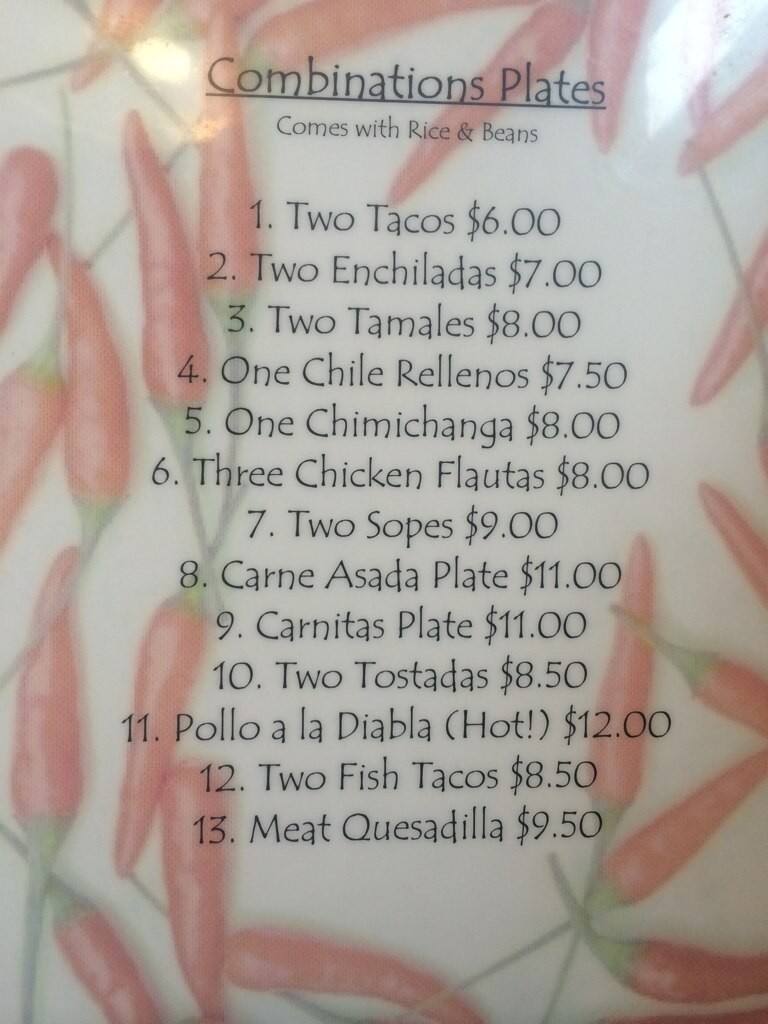 Combinations Plates
Comes with Rice & Beans
1. Two Tacos $6.00
2. Two Enchiladas $7.00
3. Two Tamales $8.00
4. One Chile Rellenos $7.50
5. One Chimichanga $8.00
6. Three Chicken Flautas $8.00
7. Two Sopes $9.00
8. Carne Asada Plate $11.00
9. Carnitas Plate $11.00
10. Two Tostadas $8.50
11. Pollo a la Diabla (Hot!) $12.00
12. Two Fish Tacos $8.50
13. Meat Quesadilla $9.50